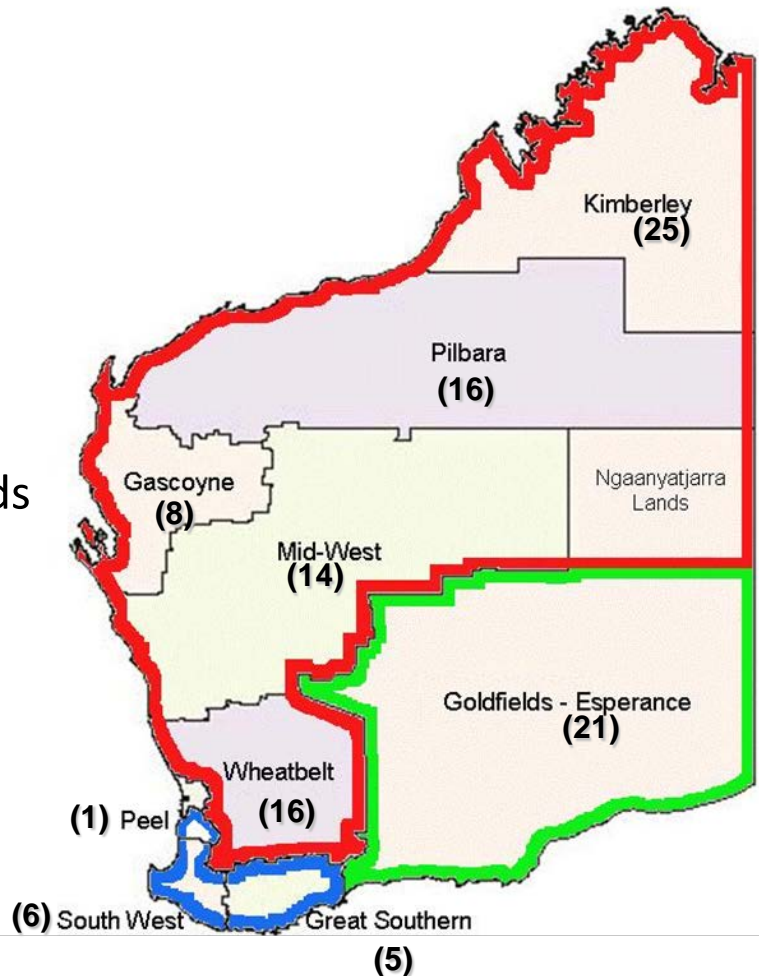 Kimberley
(25)
Pilbara
(16)
Gascoyne
(8)
Ngaanyatjarra
Lands
ds
Mid-West
(14)
Goldfields - Esperance
(21)
Wheatbelt
(16)
(1) Peel
(6) South West
Great Southern
(5)